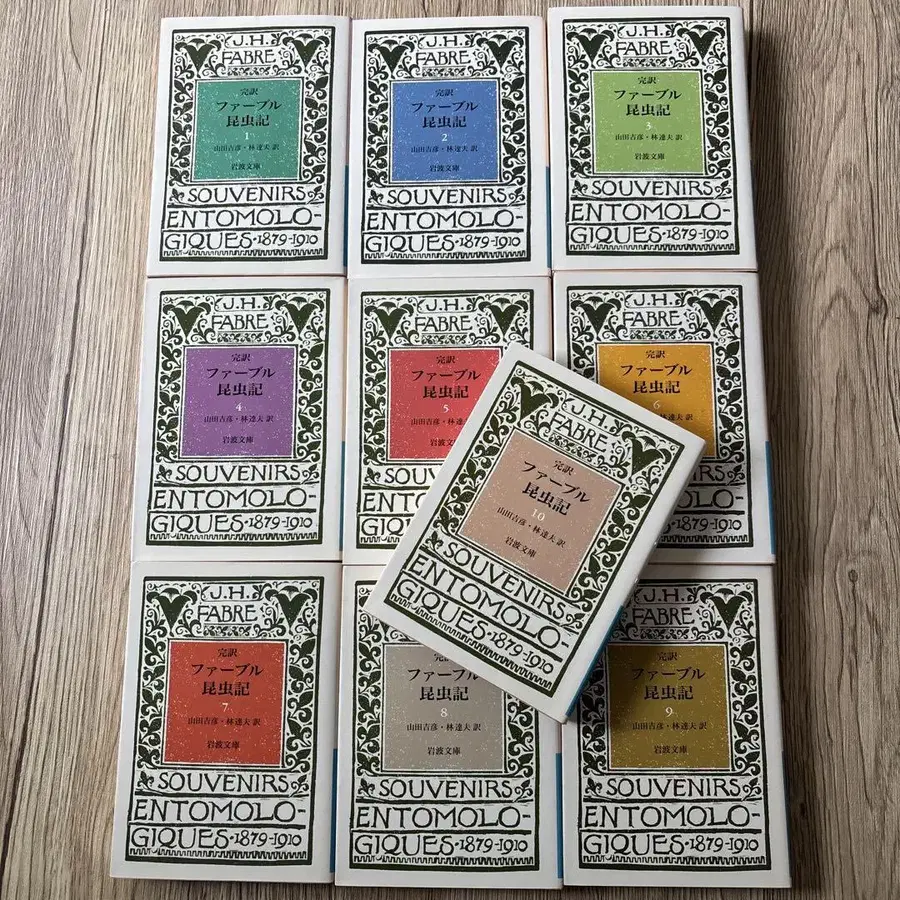 J.H.
FABRE
完訳
ファーブル
昆虫記
1
山田吉彦・林達夫 訳
岩波文庫
SOUVENIRS
ENTOMOLO-
GIQUES·1879-1910
J.H.
FABRE
完訳
ファーブル
昆虫記
2
山田吉彦・林達夫 訳
岩波文庫
SOUVENIRS
ENTOMOLO-
GIQUES·1879-1910
J.H.
FABRE
完訳
ファーブル
昆虫記
3
山田吉彦・林達夫 訳
岩波文庫
SOUVENIRS
ENTOMOLO-
GIQUES·1879-1910
J.H.
FABRE
完訳
ファーブル
昆虫記
4
山田吉彦・林達夫 訳
岩波文庫
SOUVENIRS
ENTOMOLO-
GIQUES·1879-1910
J.H.
FABRE
完訳
ファーブル
昆虫記
5
山田吉彦・林達
岩波文庫
SOUVENIRS
ENTOMOLO-
GIQUES·1879-1910
J.H.
FABRE
完訳
ファーブル
昆虫記
6
山田吉彦・林達夫 訳
岩波文庫
J.H.
FABRE
完訳
ファーブル
昆虫記
10
山田吉彦・林達夫 訳
岩波文庫
SOUVENIRS
ENTOMOLO-
GIQUES·1879-1910
J.H.
FABRE
完訳
ファーブル
昆虫記
7
山田吉彦・林達夫 訳
岩波文庫
SOUVENIRS
ENTOMOLO-
GIQUES·1879-1910
完訳
ファーブル
昆虫記
8
山田吉彦・林達夫 訳
岩波文庫
SOUVENIRS
ENTOMOLO-
GIQUES·1879-1910
J.H.
FABRE
完訳
ファーブル
昆虫記
9
山田吉彦・林達夫 訳
岩波文庫
SOUVENIRS
ENTOMOLO-
GIQUES·1879-1910